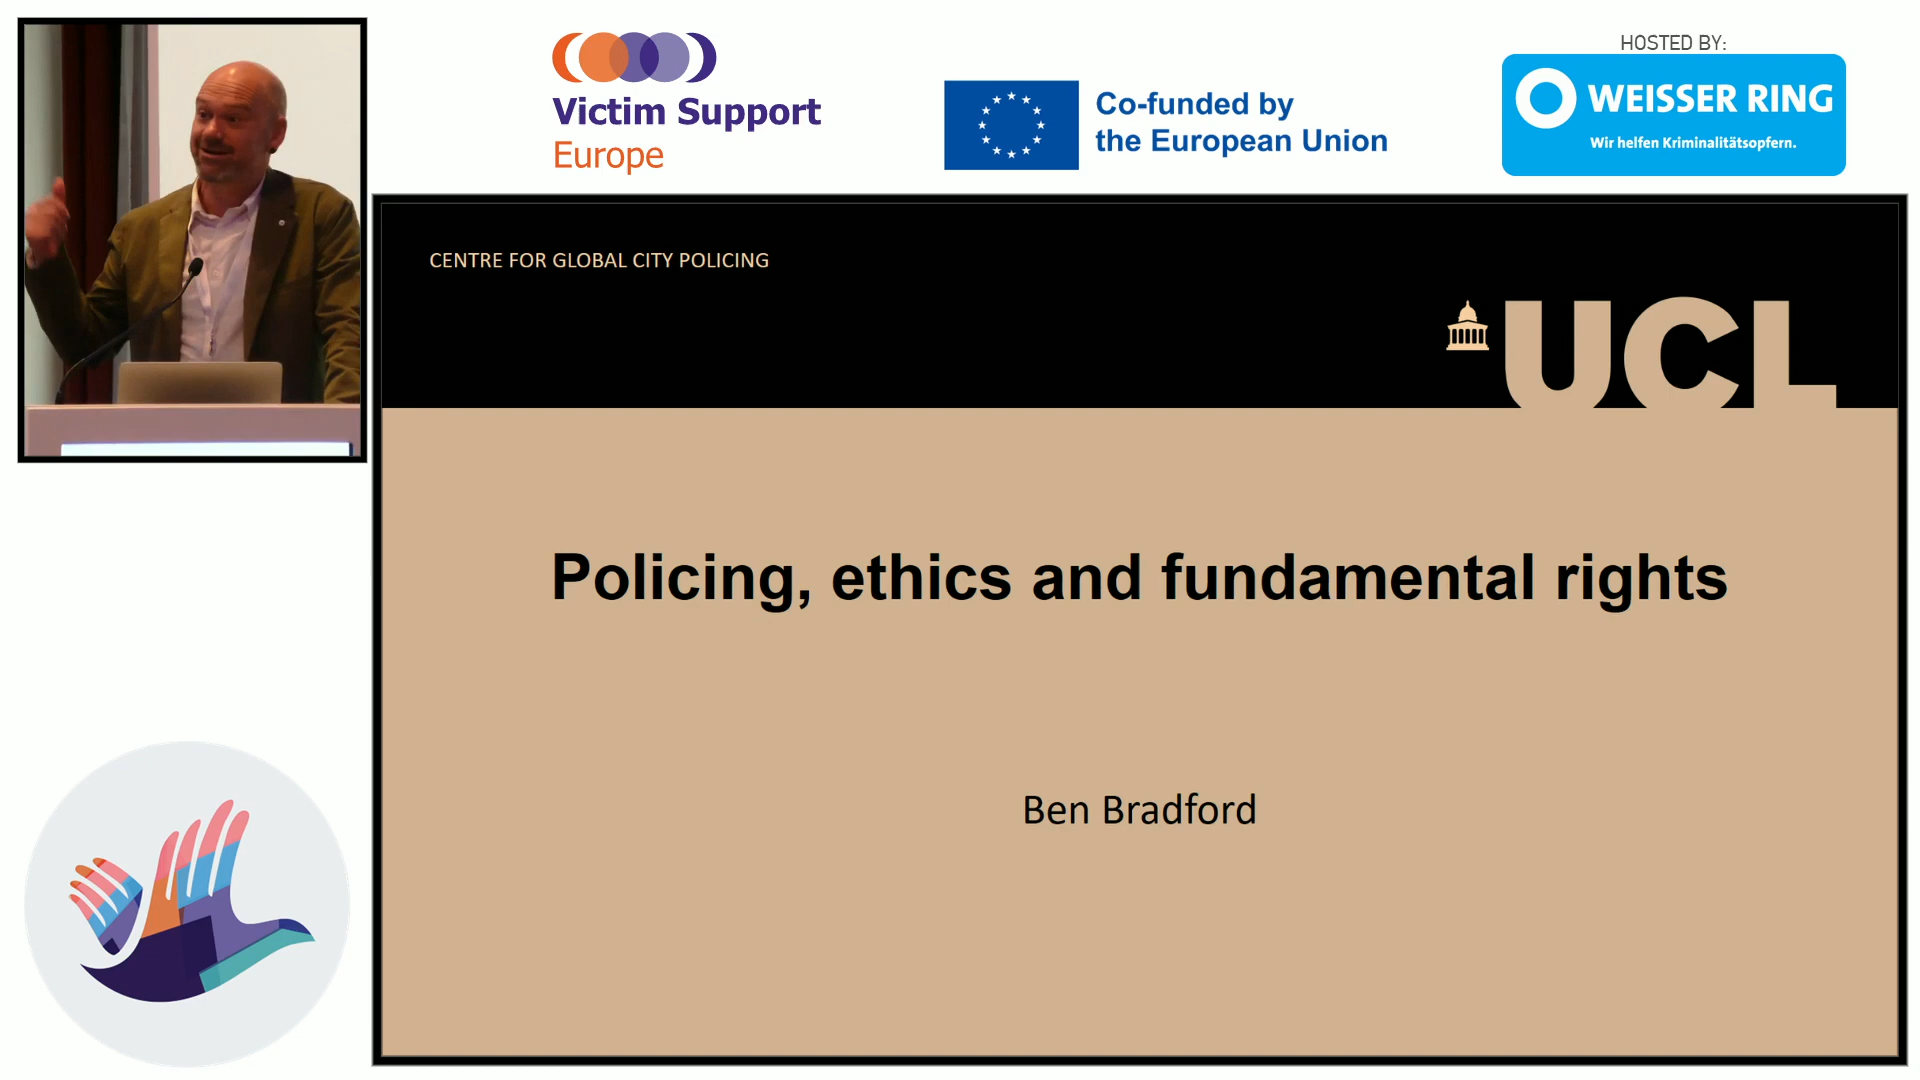 Victim Support
Europe
Co-funded by
the European Union
HOSTED BY:
WEISSER RING
Wir helfen Kriminalitätsopfern.
CENTRE FOR GLOBAL CITY POLICING
UCL
Policing, ethics and fundamental rights
Ben Bradford